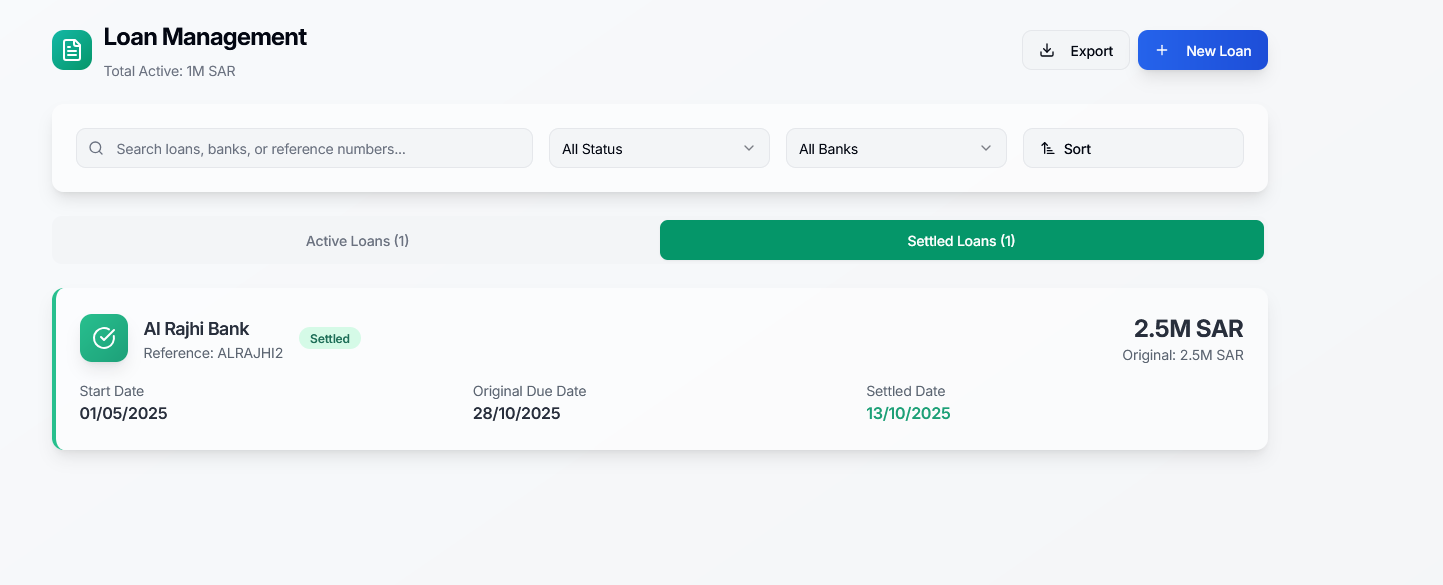 Loan Management
Total Active: 1M SAR
Export
New Loan
Search loans, banks, or reference numbers...
All Status
All Banks
Sort
Active Loans (1)
Settled Loans (1)
Al Rajhi Bank
Reference: ALRAJHI2
Settled
2.5M SAR
Original: 2.5M SAR
Start Date
01/05/2025
Original Due Date
28/10/2025
Settled Date
13/10/2025